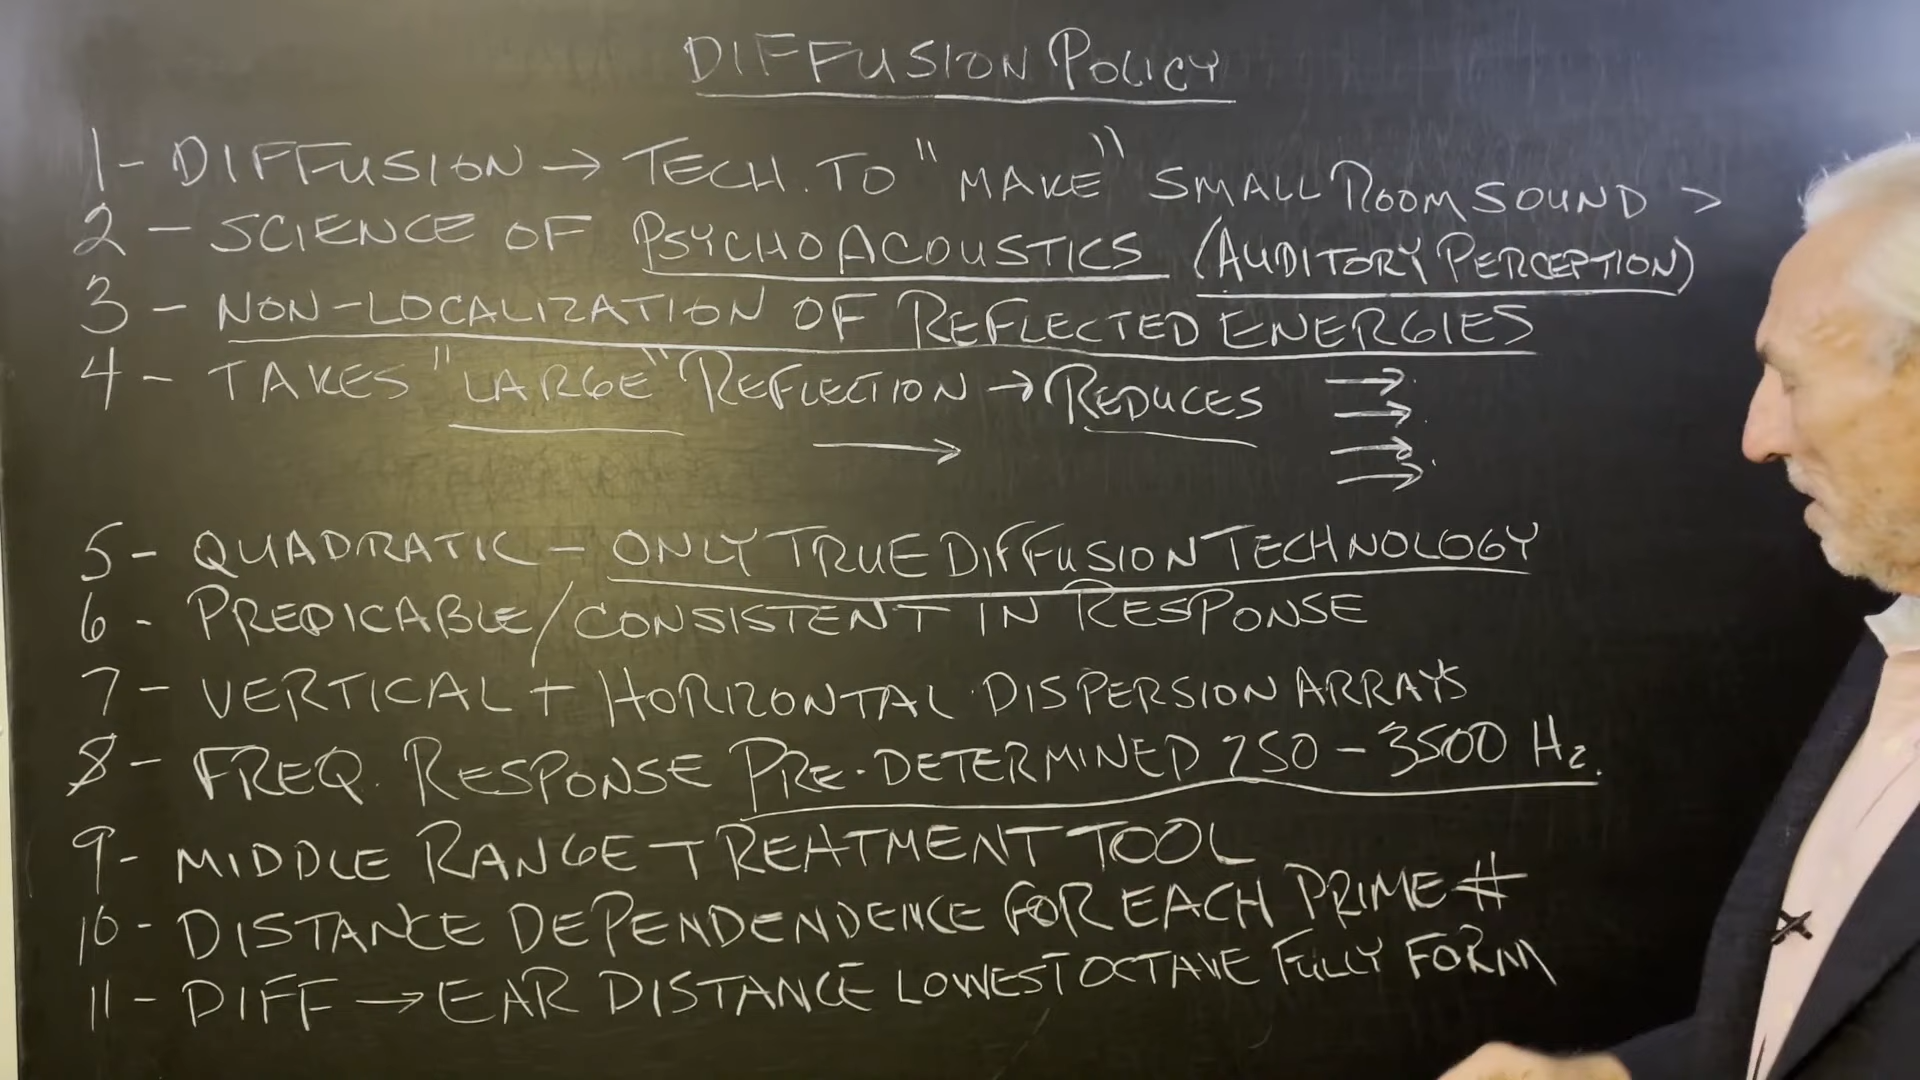 DIFFUSION POLICY
1- DIFFUSION → TECH. TO "MAKE" SMALL ROOM SOUND >
2 - SCIENCE OF PSYCHOACOUSTICS (AUDITORY PERCEPTION)
3 - NON-LOCALIZATION OF REFLECTED ENERGIES
4 - TAKES "LARGE" REFLECTION → REDUCES
5 - QUADRATIC - ONLY TRUE DIFFUSION TECHNOLOGY
6 - PREDICABLE/CONSISTENT IN RESPONSE
7 - VERTICAL + HORIZONTAL DISPERSION ARRAYS
8 - FREQ. RESPONSE PRE-DETERMINED 250 - 3500 Hz.
9- MIDDLE RANGE TREATMENT TOOL
10- DISTANCE DEPENDENDENCE FOR EACH PRIME #
11- DIFF → EAR DISTANCE LOWEST OCTAVE FULLY FORM